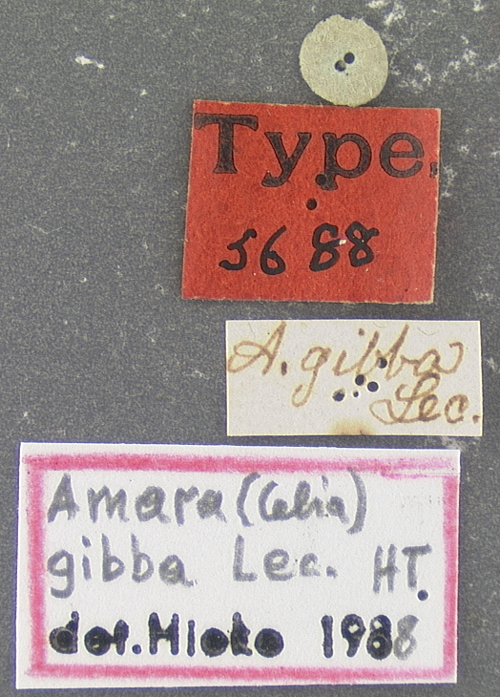 Type.
5688
A. gibba
Lec.
Amara (Celia)
gibba Lec. HT.
det. Hieke 1988